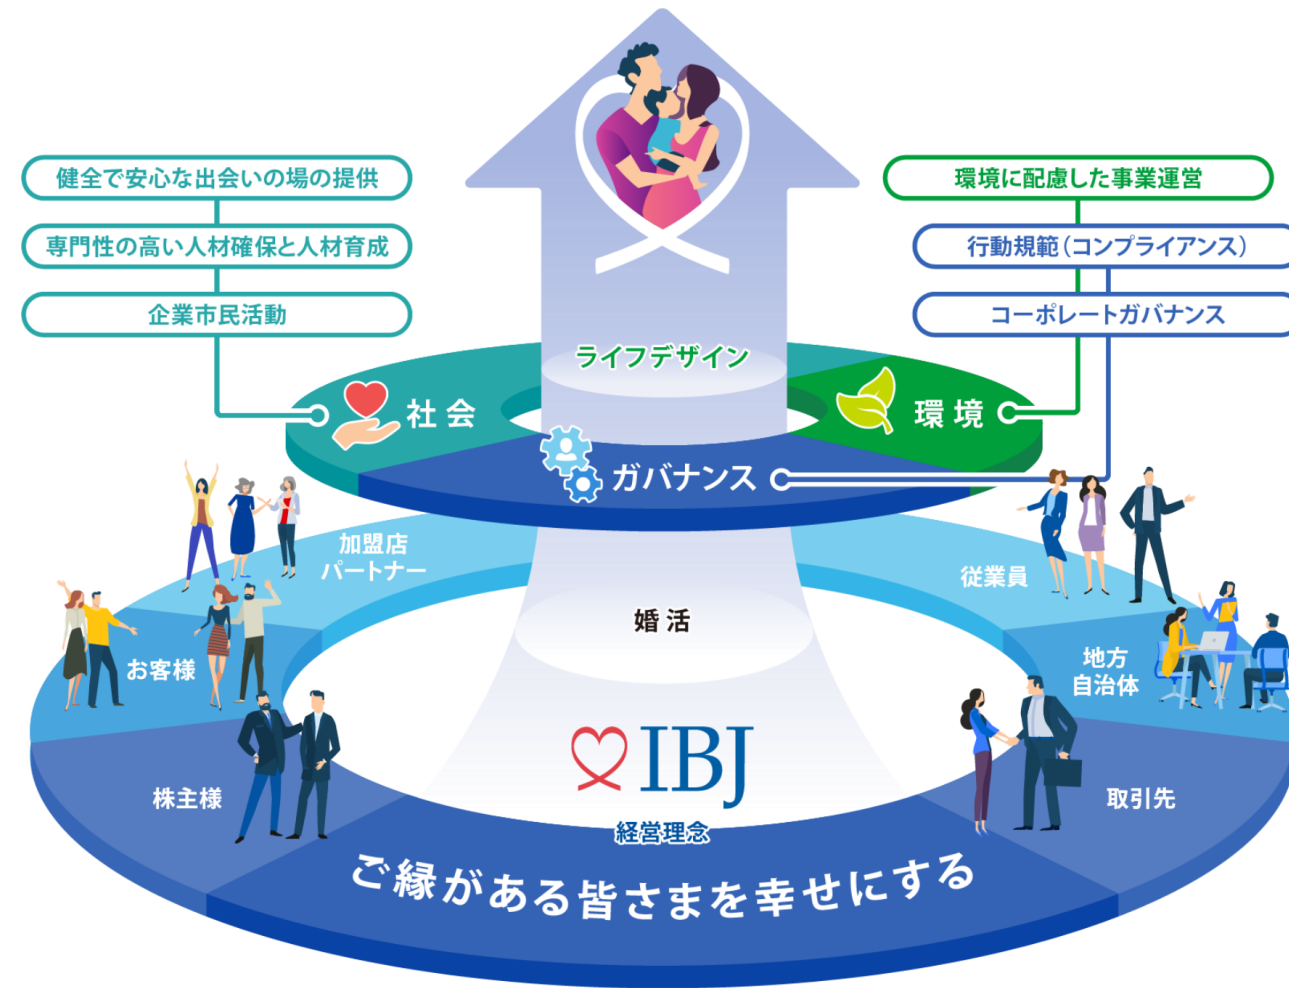 健全で安心な出会いの場の提供
専門性の高い人材確保と人材育成
企業市民活動
環境に配慮した事業運営
行動規範（コンプライアンス）
コーポレートガバナンス
ライフデザイン
社会
環境
ガバナンス
加盟店
パートナー
従業員
婚活
お客様
地方
自治体
株主様
取引先
IBJ
経営理念
ご縁がある皆さまを幸せにする